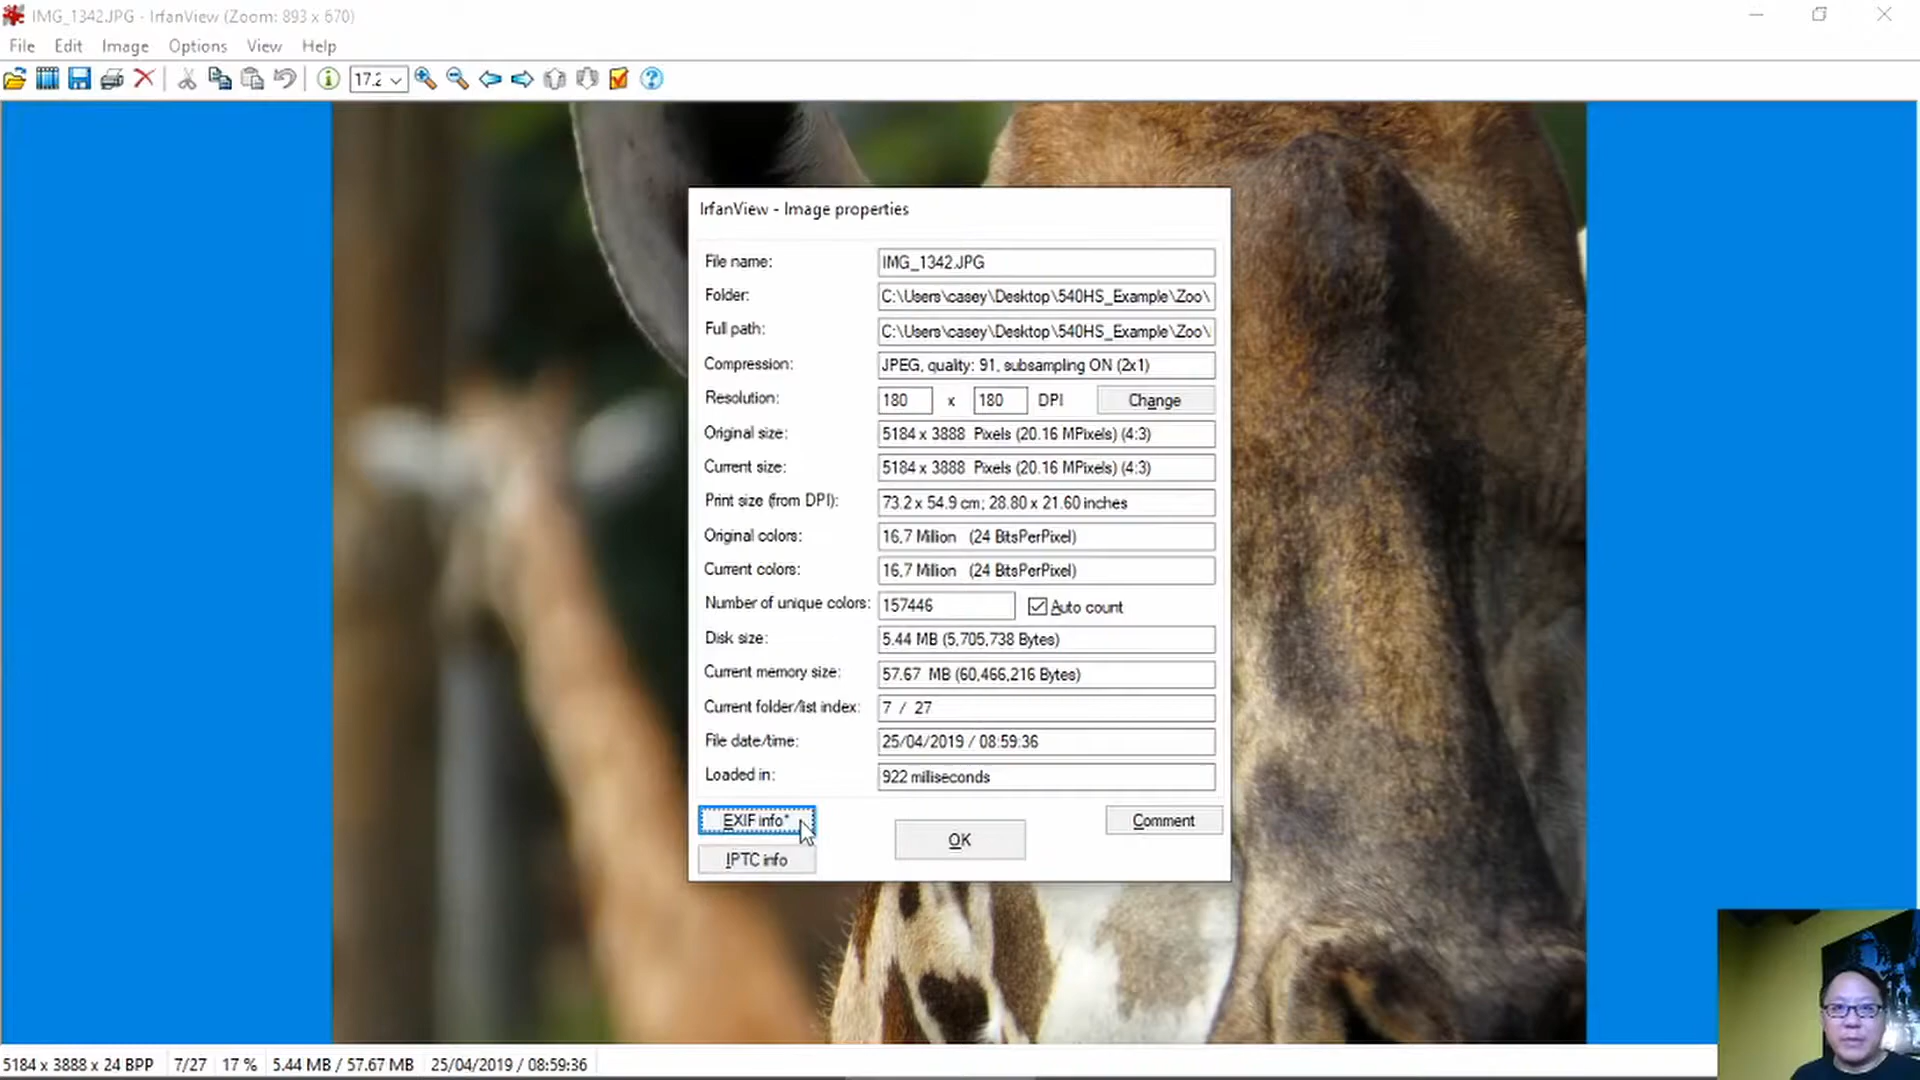 IMG_1342.JPG - IrfanView (Zoom: 893 x 670)
File Edit Image Options View Help
17.2
IrfanView - Image properties
File name: IMG_1342.JPG
Folder: C:\Users\casey\Desktop\540HS_Example\Zoo\
Full path: C:\Users\casey\Desktop\540HS_Example\Zoo\
Compression: JPEG, quality: 91, subsampling ON (2x1)
Resolution: 180 x 180 DPI Change
Original size: 5184 x 3888 Pixels (20.16 MPixels) (4:3)
Current size: 5184 x 3888 Pixels (20.16 MPixels) (4:3)
Print size (from DPI): 73.2 x 54.9 cm; 28.80 x 21.60 inches
Original colors: 16,7 Million (24 BitsPerPixel)
Current colors: 16,7 Million (24 BitsPerPixel)
Number of unique colors: 157446 Auto count
Disk size: 5.44 MB (5,705,738 Bytes)
Current memory size: 57.67 MB (60,466,216 Bytes)
Current folder/list index: 7 / 27
File date/time: 25/04/2019 / 08:59:36
Loaded in: 922 milliseconds
EXIF info* Comment
OK
IPTC info
5184 x 3888 x 24 BPP 7/27 17 % 5.44 MB / 57.67 MB 25/04/2019 / 08:59:36